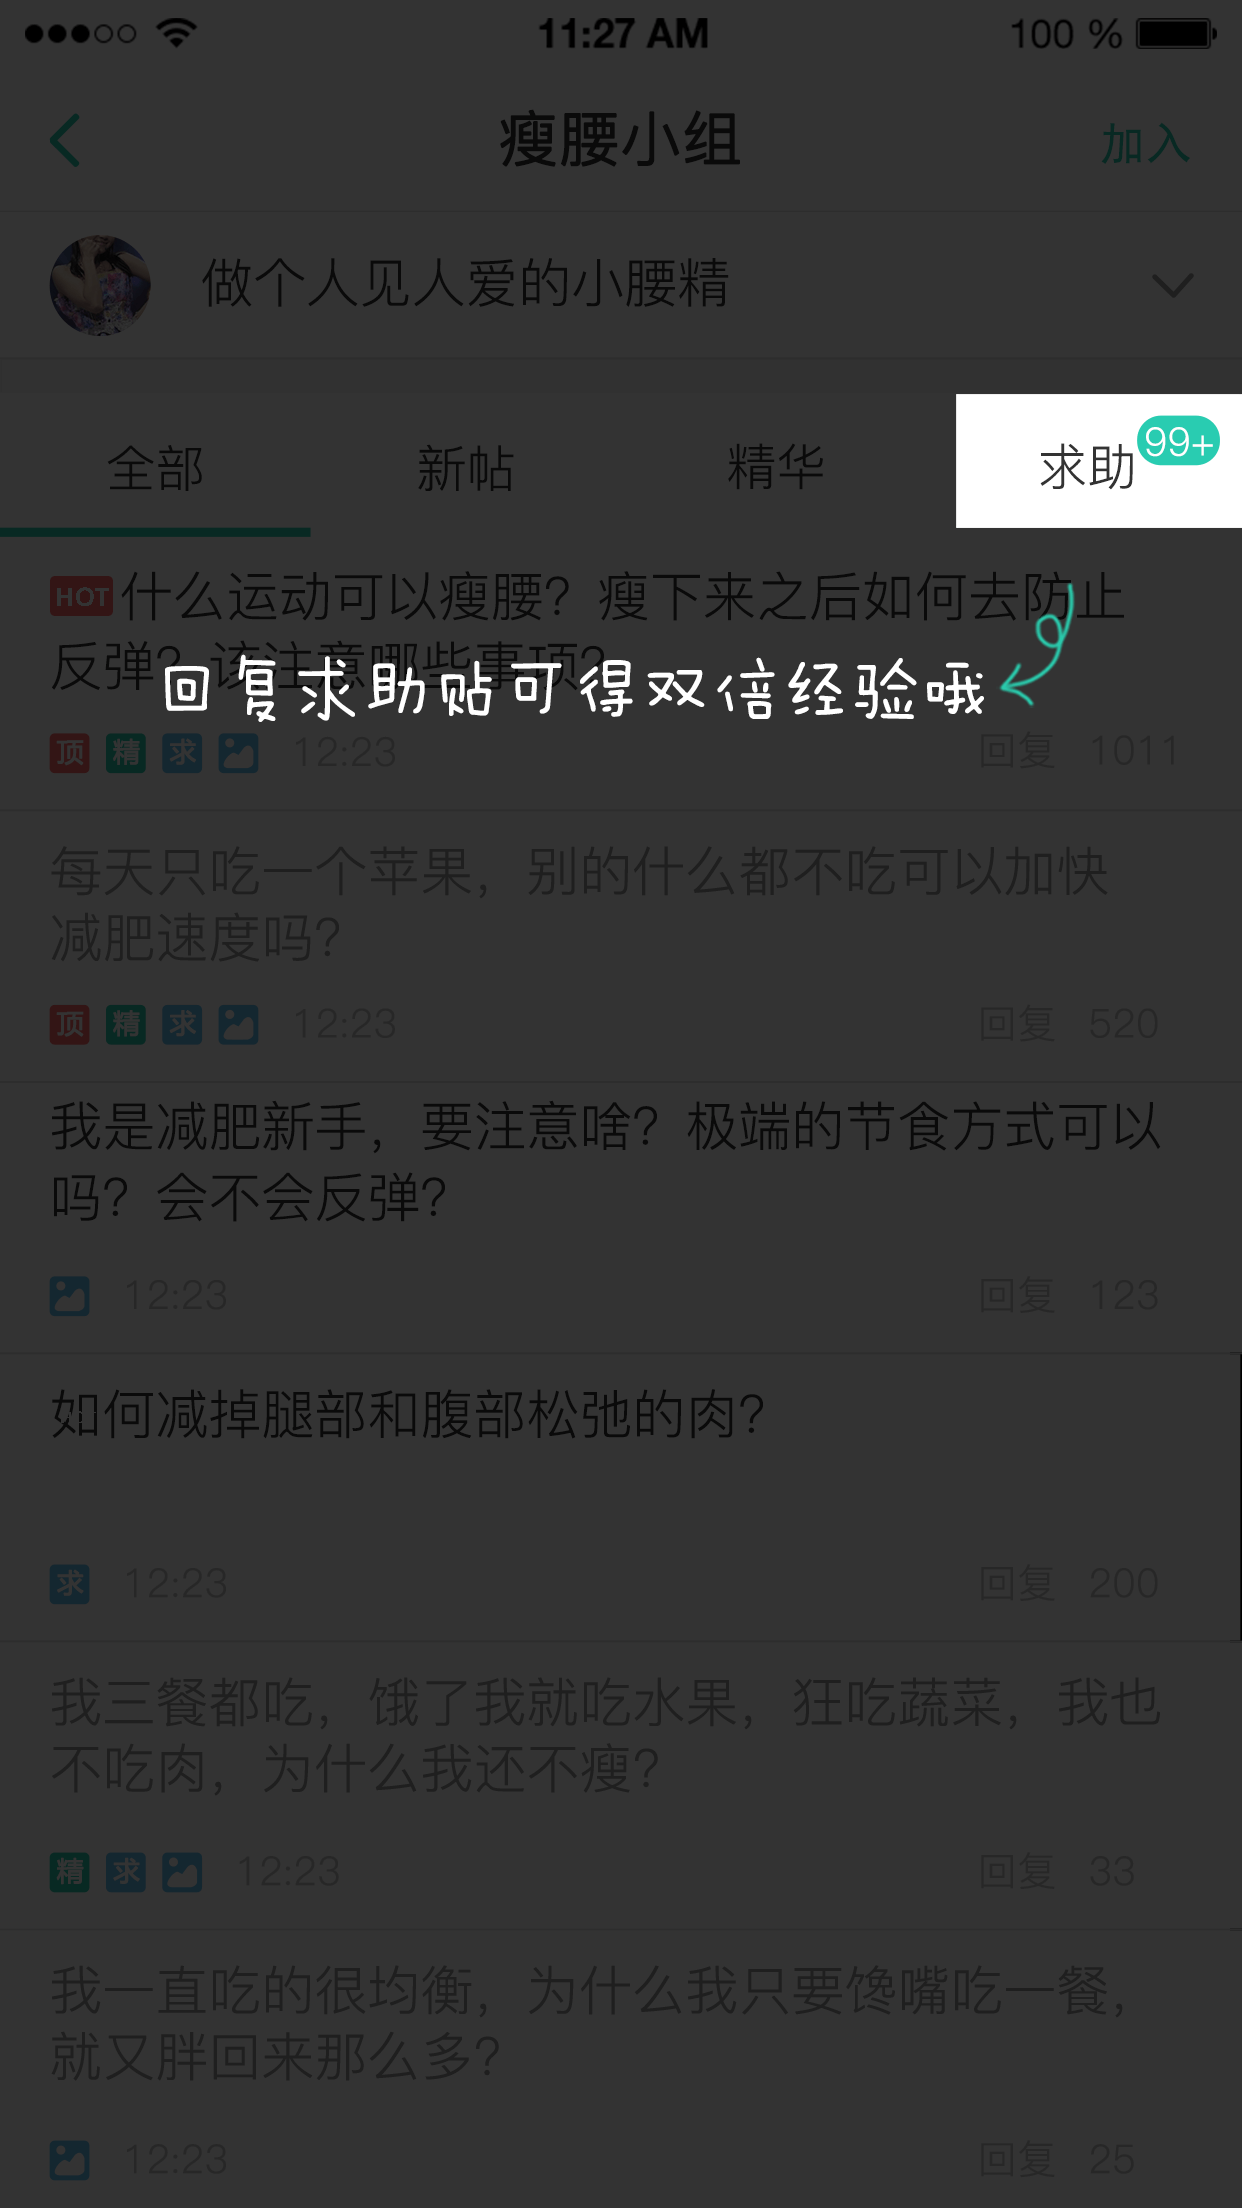 11:27 AM 100 %
瘦腰小组 加入
做个人见人爱的小腰精
全部 新帖 精华 求助 99+
HOT 什么运动可以瘦腰？瘦下来之后如何去防止
反弹？该注意哪些事项？
回复求助贴可得双倍经验哦
顶 精 求 12:23 回复 1011
每天只吃一个苹果，别的什么都不吃可以加快
减肥速度吗？
顶 精 求 12:23 回复 520
我是减肥新手，要注意啥？极端的节食方式可以
吗？会不会反弹？
12:23 回复 123
如何减掉腿部和腹部松弛的肉？
求 12:23 回复 200
我三餐都吃，饿了我就吃水果，狂吃蔬菜，我也
不吃肉，为什么我还不瘦？
精 求 12:23 回复 33
我一直吃的很均衡，为什么我只要馋嘴吃一餐，
就又胖回来那么多？
12:23 回复 25